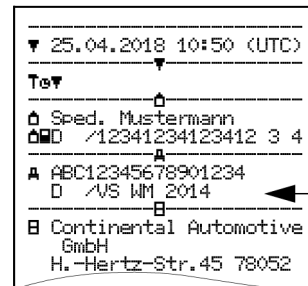 ▼ 25.04.2018 10:50 (UTC)
T⊙▼
Sped. Mustermann
D /12341234123412 3 4
ABC12345678901234
D /VS WM 2014
Continental Automotive
GmbH
H.-Hertz-Str.45 78052